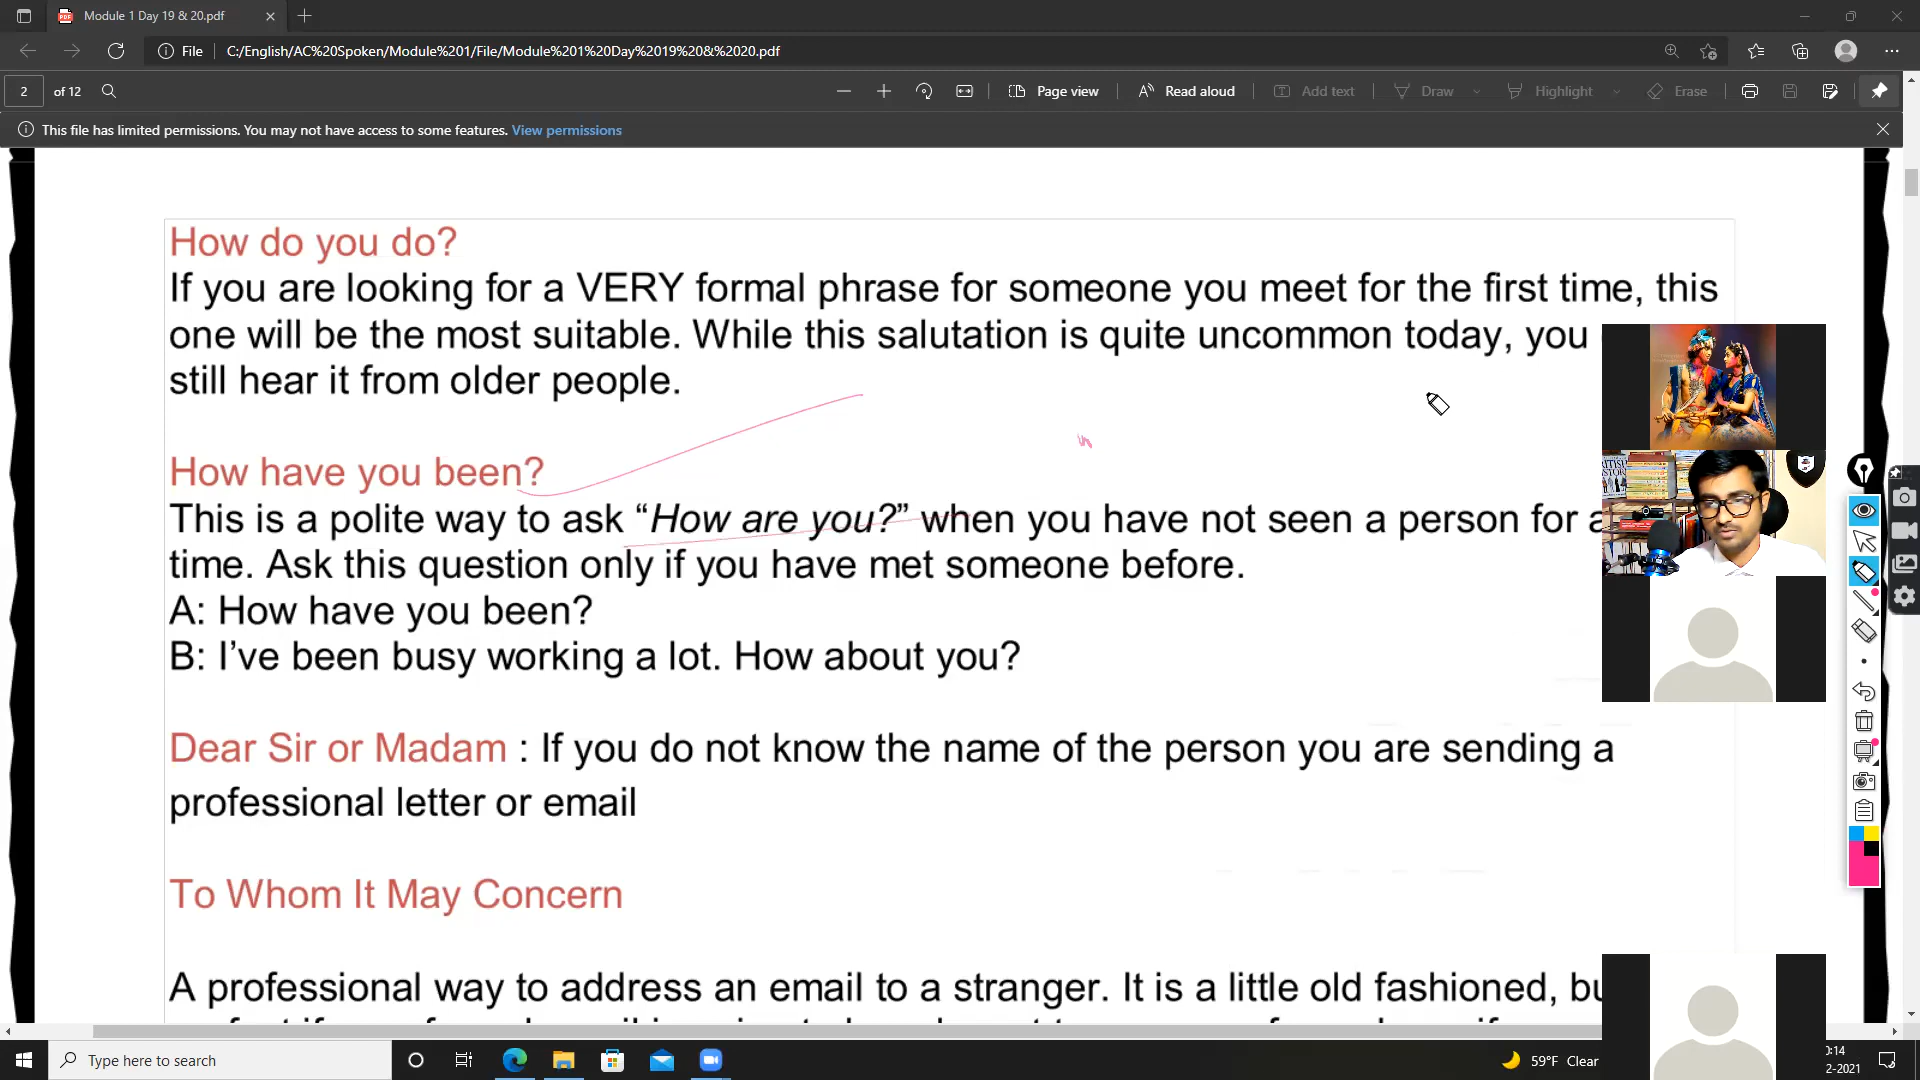 Module 1 Day 19 & 20.pdf
File
C:/English/AC%20Spoken/Module%201/File/Module%201%20Day%2019%20&%2020.pdf
2 of 12
Page view
Read aloud
Add text
Draw
Highlight
Erase
This file has limited permissions. You may not have access to some features. View permissions
How do you do?
If you are looking for a VERY formal phrase for someone you meet for the first time, this
one will be the most suitable. While this salutation is quite uncommon today, you
still hear it from older people.
How have you been?
This is a polite way to ask “How are you?” when you have not seen a person for a
time. Ask this question only if you have met someone before.
A: How have you been?
B: I’ve been busy working a lot. How about you?
Dear Sir or Madam : If you do not know the name of the person you are sending a
professional letter or email
To Whom It May Concern
A professional way to address an email to a stranger. It is a little old fashioned, bu
Type here to search
59°F Clear
0:14
2-2021